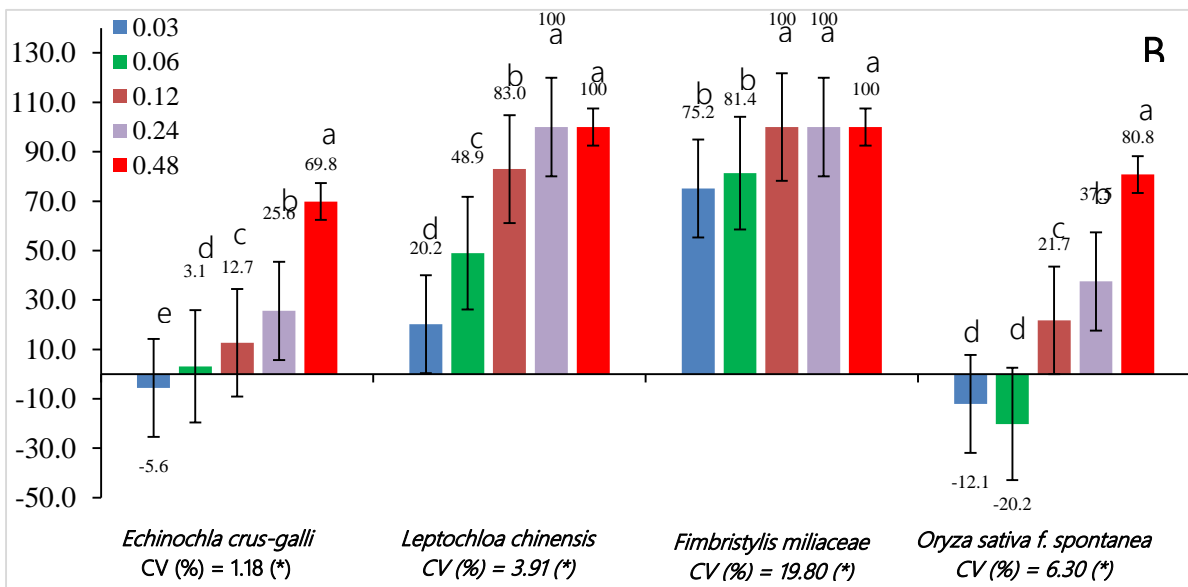 0.03
0.06
0.12
0.24
0.48
B
130.0
110.0
90.0
70.0
50.0
30.0
10.0
-10.0
-30.0
-50.0
e
-5.6
d
3.1
c
12.7
b
25.6
a
69.8
d
20.2
c
48.9
b
83.0
100
a
a
100
b
75.2
b
81.4
100
a
100
a
a
100
d
-12.1
d
-20.2
c
21.7
b
37.5
a
80.8
Echinochla crus-galli
CV (%) = 1.18 (*)
Leptochloa chinensis
CV (%) = 3.91 (*)
Fimbristylis miliaceae
CV (%) = 19.80 (*)
Oryza sativa f. spontanea
CV (%) = 6.30 (*)